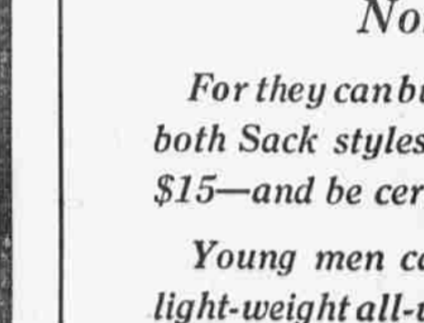 For they can
both Sack styles
$15—and be
Young men
light-weight